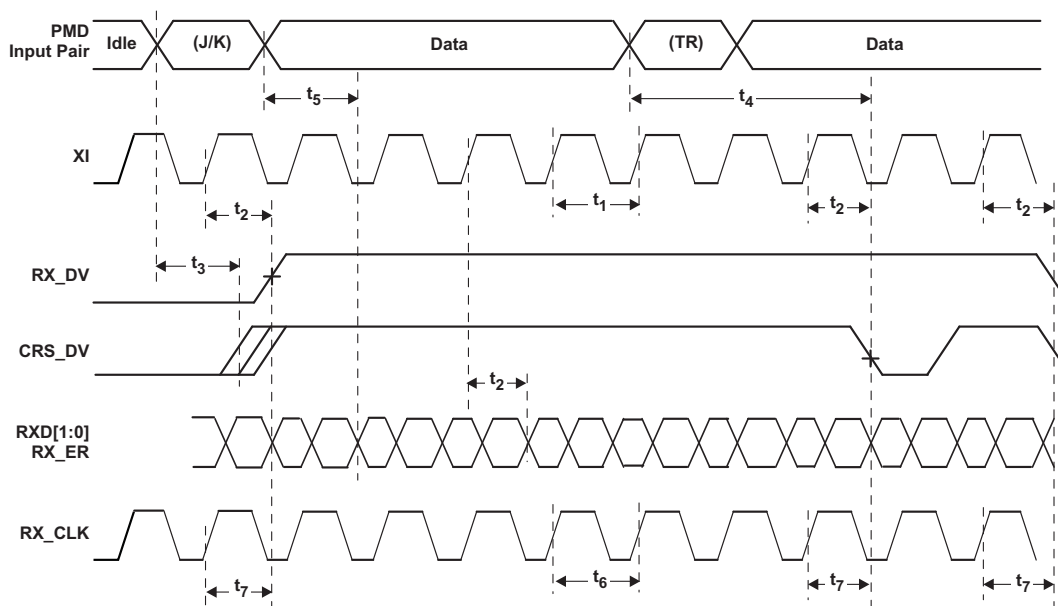 PMD
Input Pair
Idle
(J/K)
Data
(TR)
Data
t5
t4
XI
t2
t1
t2
t2
t3
RX_DV
CRS_DV
t2
RXD[1:0]
RX_ER
RX_CLK
t7
t6
t7
t7